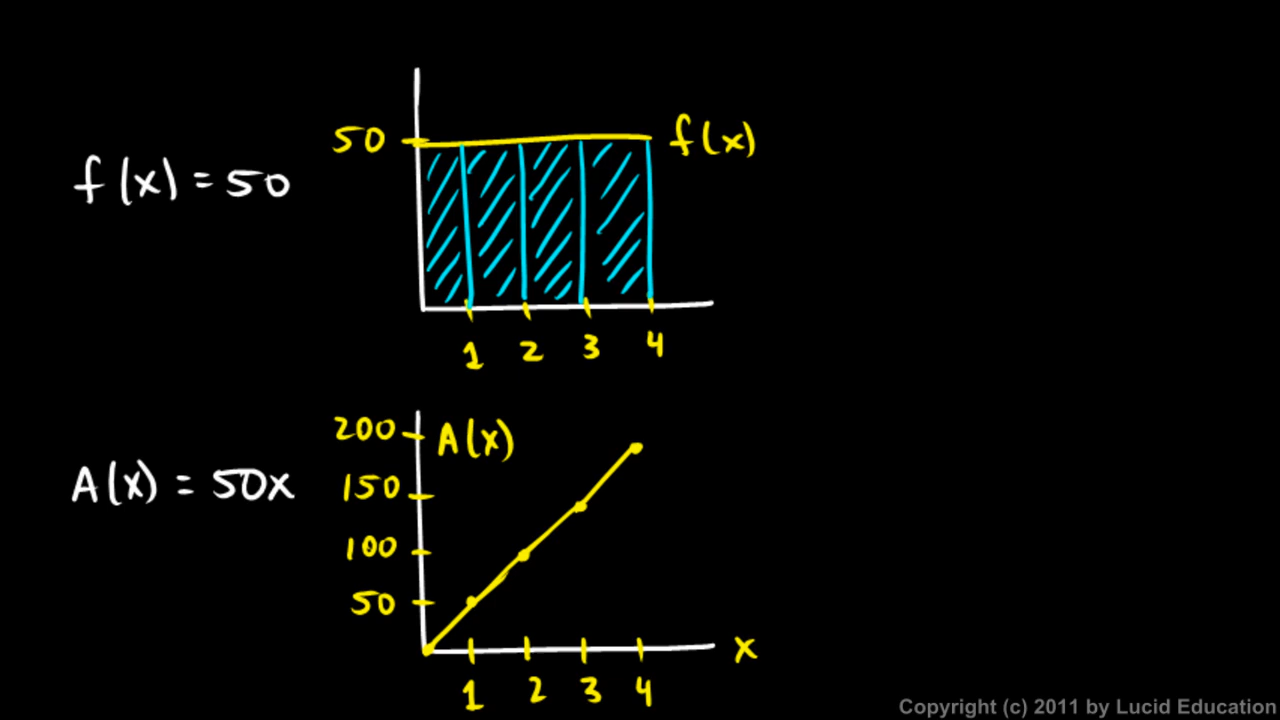 50
f(x)
f(x) = 50
1 2 3 4
200 A(x)
A(x) = 50x
150
100
50
x
1 2 3 4
Copyright (c) 2011 by Lucid Education